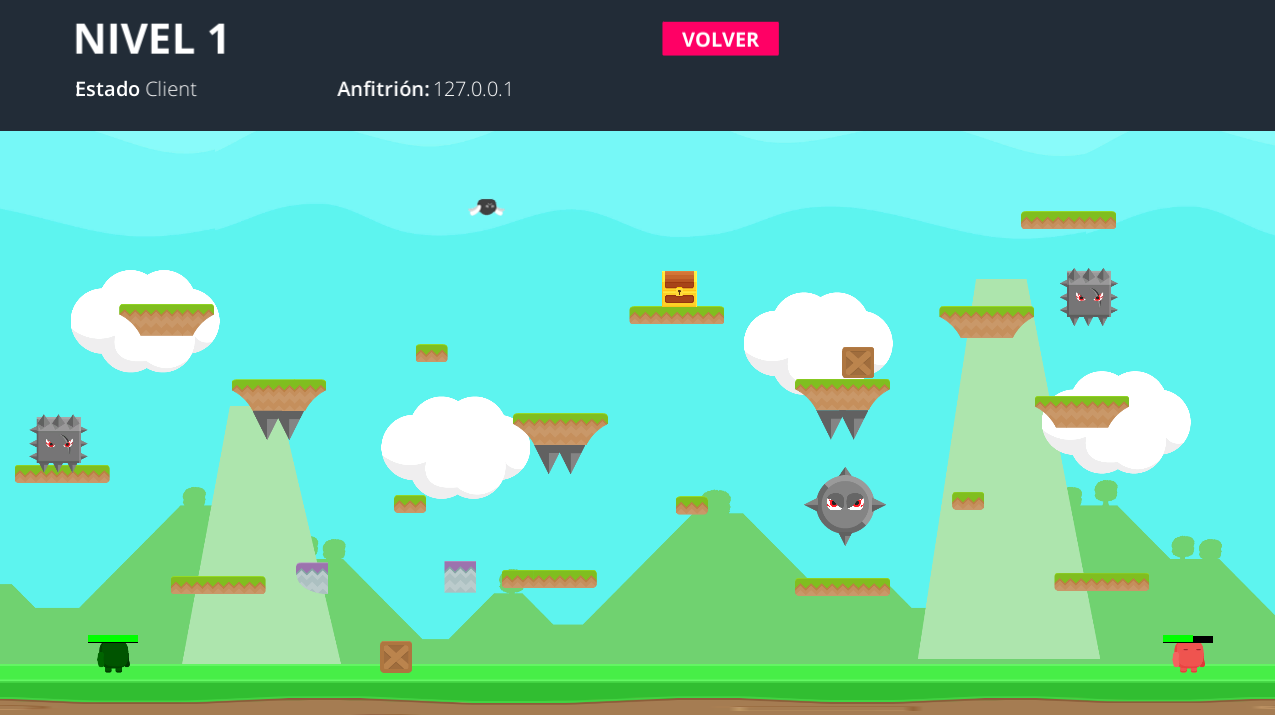 NIVEL 1
VOLVER
Estado Client
Anfitrión: 127.0.0.1